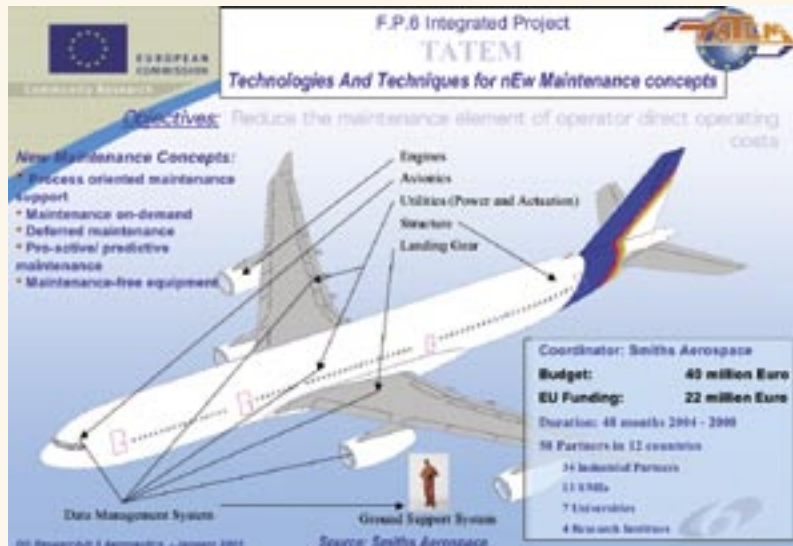 EUROPEAN
COMMISSION
Community Research
F.P.6 Integrated Project
TATEM
Technologies And Techniques for nEw Maintenance concepts
TATEM
Objectives: Reduce the maintenance element of operator direct operating
costs
New Maintenance Concepts:
* Process oriented maintenance
support
* Maintenance on-demand
* Deferred maintenance
* Pro-active/ predictive
maintenance
* Maintenance-free equipment
Engines
Avionics
Utilities (Power and Actuation)
Structure
Landing Gear
Data Management System
Ground Support System
Coordinator: Smiths Aerospace
Budget: 40 million Euro
EU Funding: 22 million Euro
Duration: 48 months 2004 - 2008
58 Partners in 12 countries
Industrial Partners
7 Universities
4 Research Institutes
Source: Smiths Aerospace